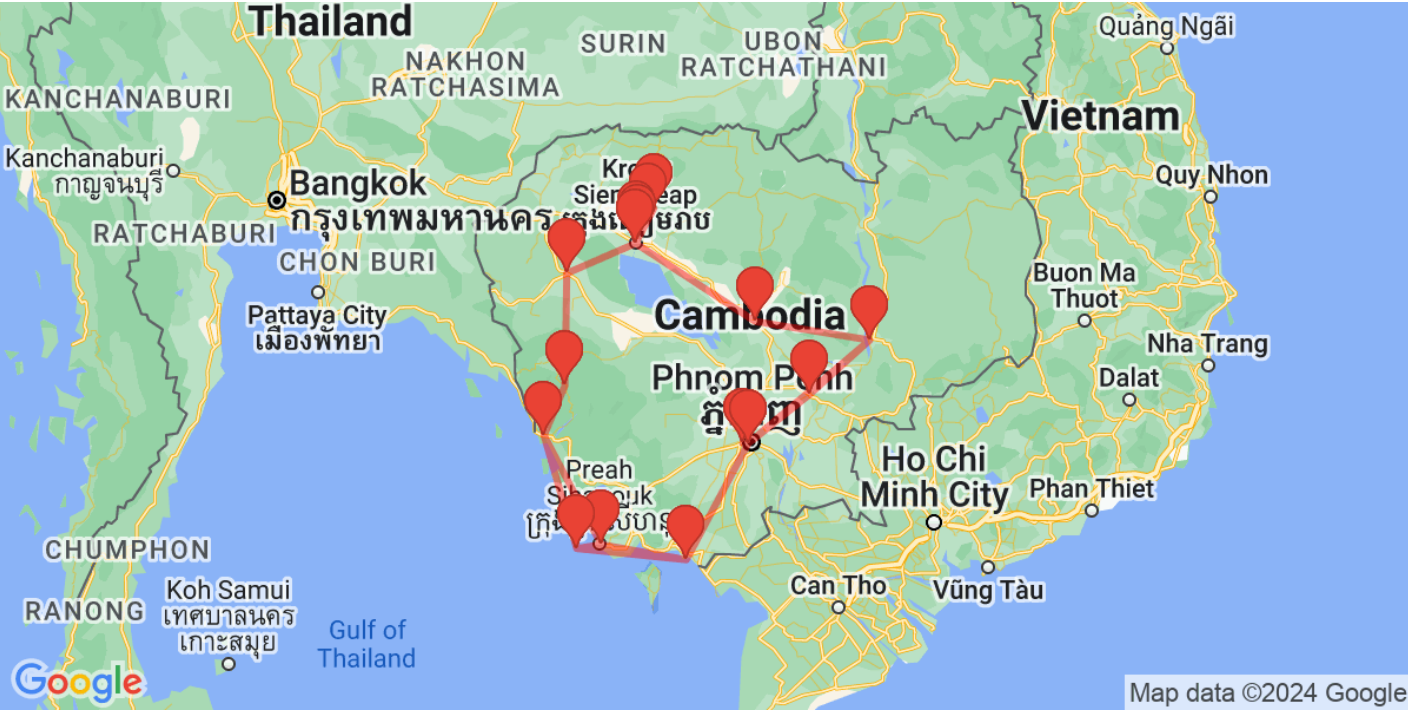 Thailand
SURIN
UBON
RATCHATHANI
Quảng Ngãi
NAKHON
RATCHASIMA
KANCHANABURI
Vietnam
Kanchanaburi
กาญจนบุรี
Bangkok
กรุงเทพมหานคร
Quy Nhon
RATCHABURI
CHON BURI
Buon Ma
Thuot
Pattaya City
เมืองพัทยา
Cambodia
Nha Trang
Phnom
Dalat
Ho Chi
Minh City
Preah
Phan Thiet
CHUMPHON
Koh Samui
เทศบาลนคร
เกาะสมุย
RANONG
Can Tho
Vũng Tàu
Gulf of
Thailand
Google
Map data ©2024 Google